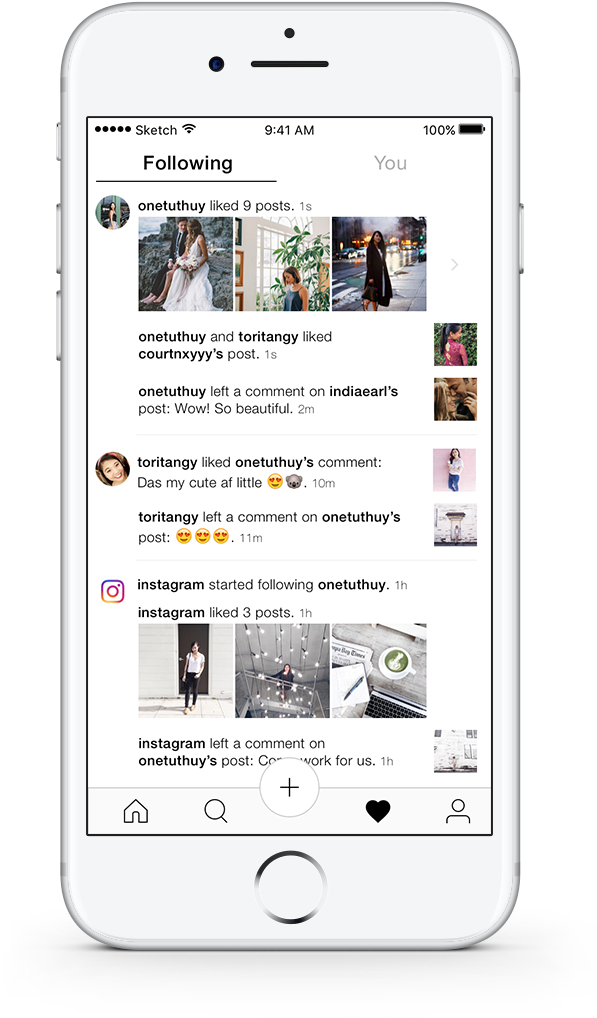 Sketch 9:41 AM 100%
Following You
onetuthuy liked 9 posts. 1s
onetuthuy and toritangy liked
courtnxyyy’s post. 1s
onetuthuy left a comment on indiaearl’s
post: Wow! So beautiful. 2m
toritangy liked onetuthuy’s comment:
Das my cute af little 😍🐨. 10m
toritangy left a comment on onetuthuy’s
post: 😍😍😍. 11m
instagram started following onetuthuy. 1h
instagram liked 3 posts. 1h
Bay Times
instagram left a comment on
onetuthuy’s post: work for us. 1h